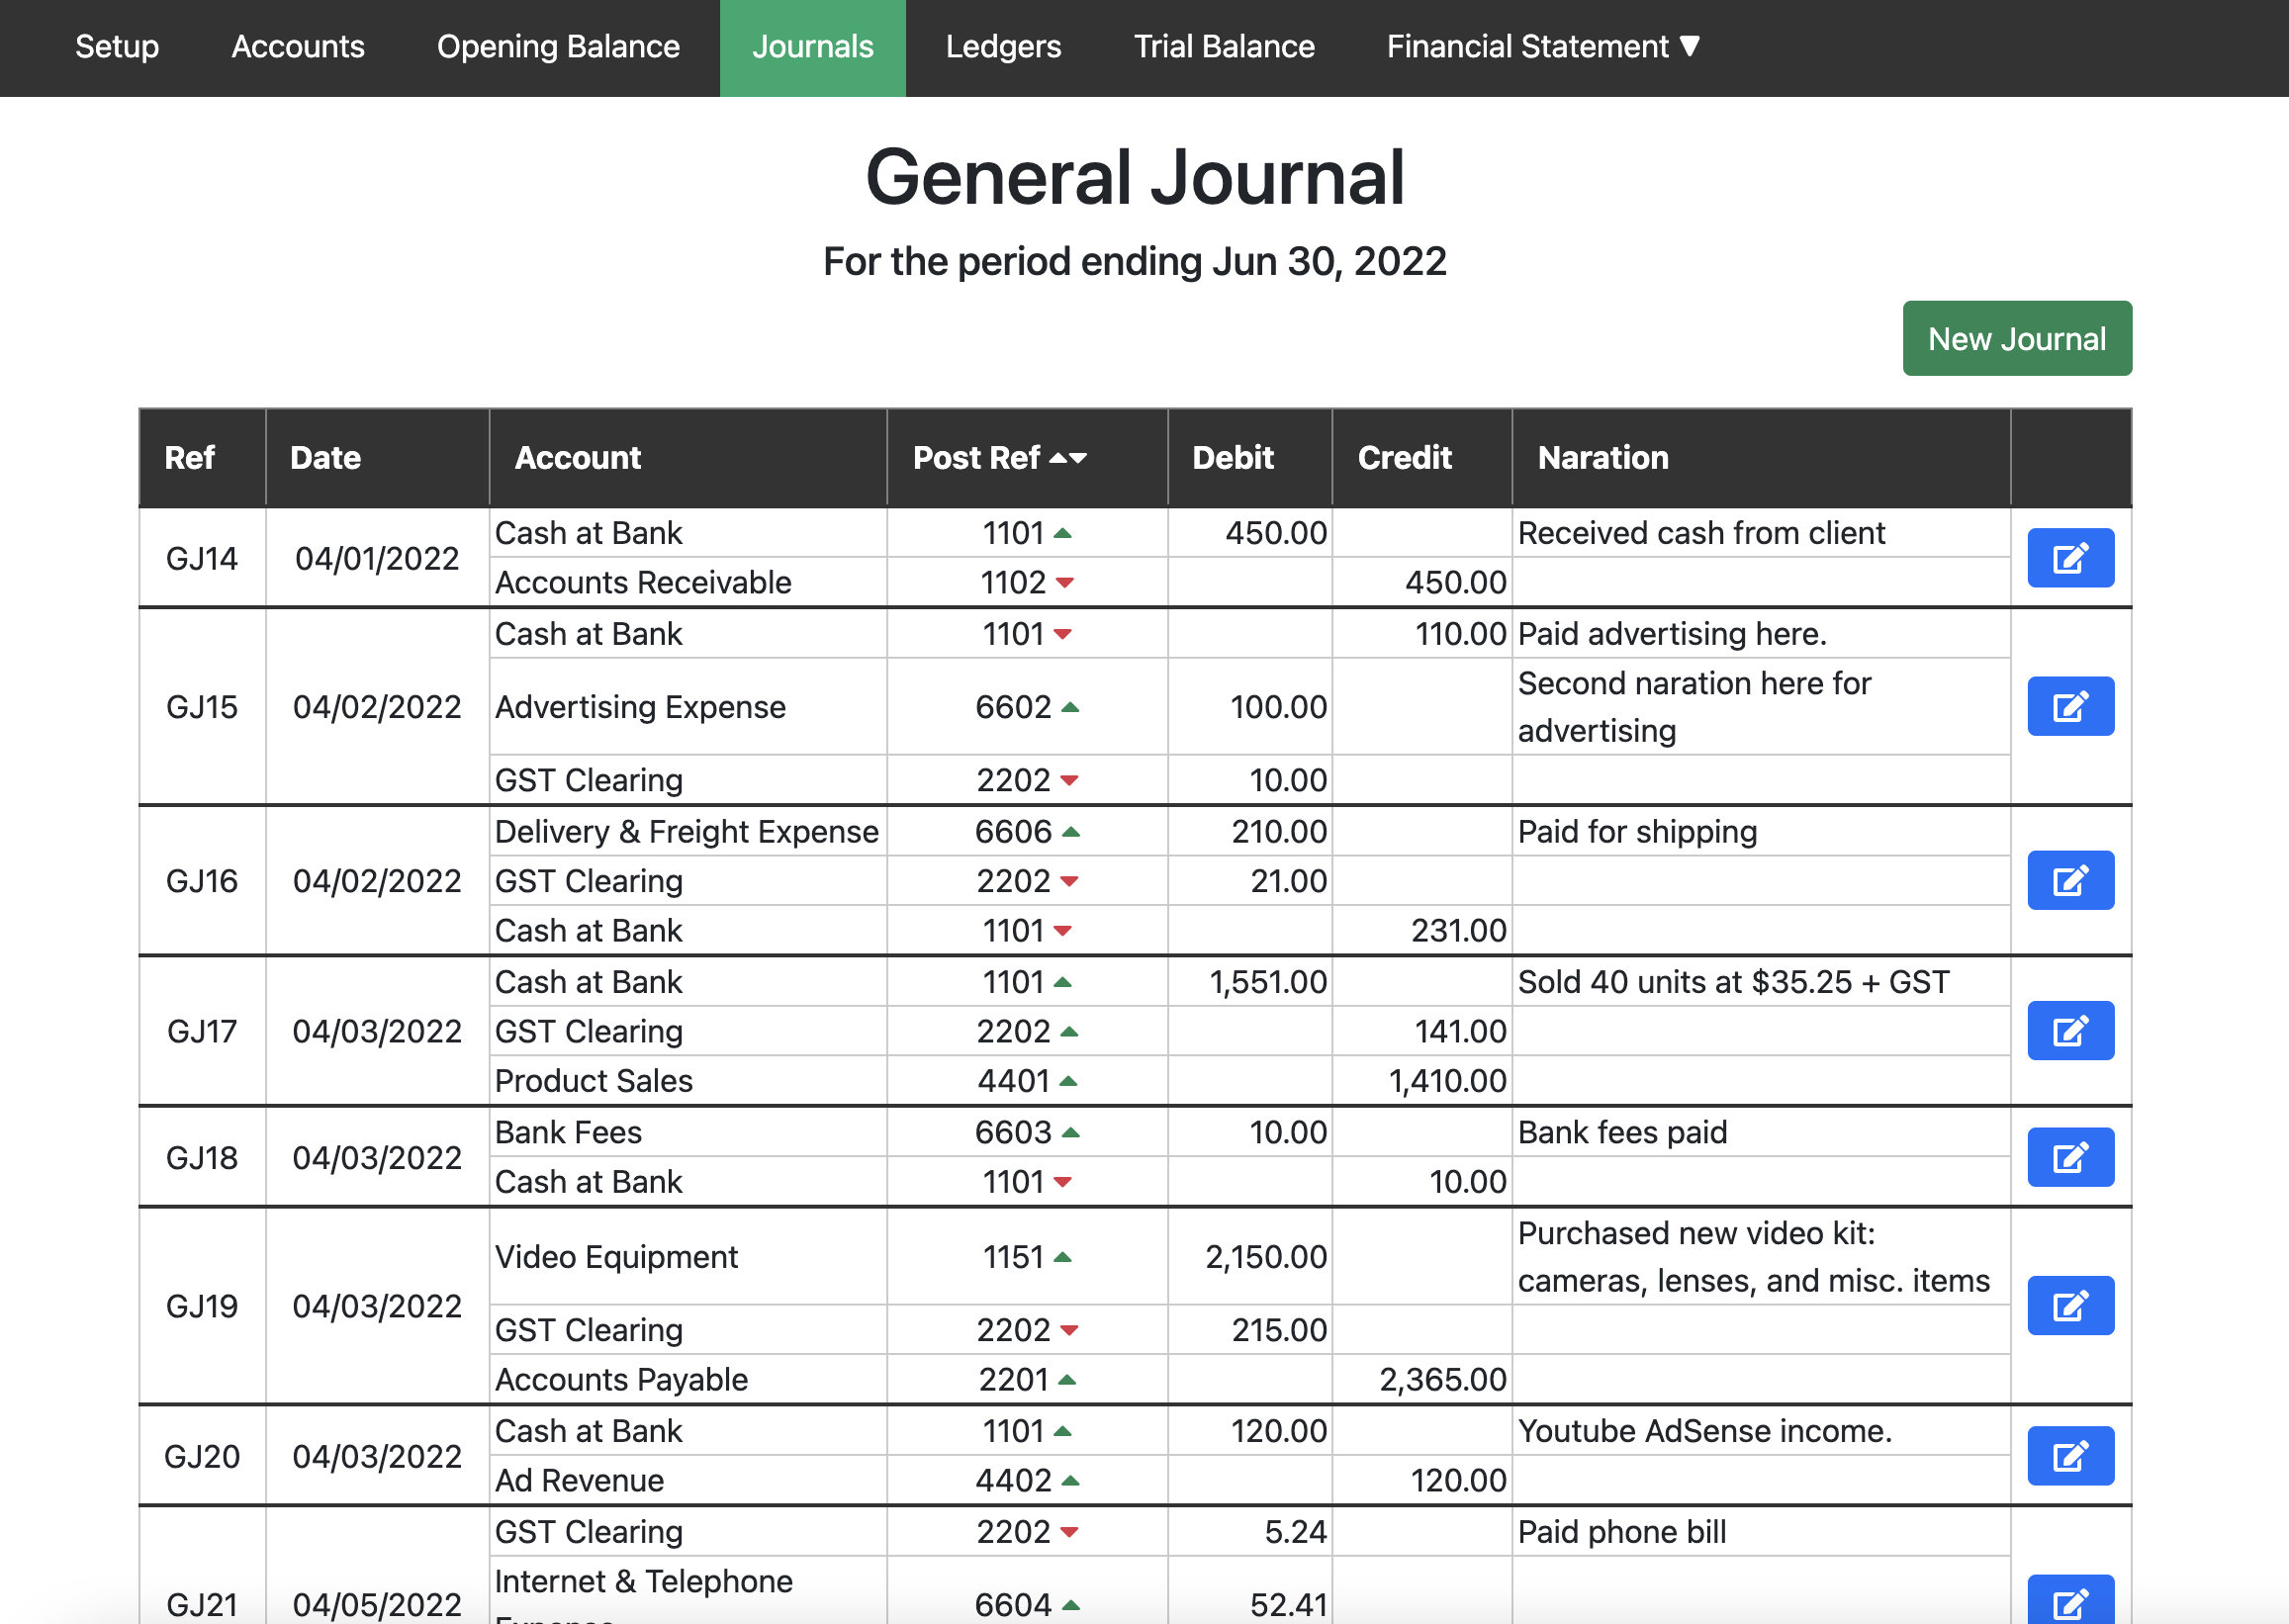 Setup Accounts Opening Balance Journals Ledgers Trial Balance Financial Statement ▼
General Journal
For the period ending Jun 30, 2022
New Journal
Ref Date Account Post Ref Debit Credit Naration
GJ14 04/01/2022 Cash at Bank 1101 450.00 Received cash from client
Accounts Receivable 1102 450.00
GJ15 04/02/2022 Cash at Bank 1101 110.00 Paid advertising here.
Advertising Expense 6602 100.00 Second naration here for
advertising
GST Clearing 2202 10.00
GJ16 04/02/2022 Delivery & Freight Expense 6606 210.00 Paid for shipping
GST Clearing 2202 21.00
Cash at Bank 1101 231.00
GJ17 04/03/2022 Cash at Bank 1101 1,551.00 Sold 40 units at $35.25 + GST
GST Clearing 2202 141.00
Product Sales 4401 1,410.00
GJ18 04/03/2022 Bank Fees 6603 10.00 Bank fees paid
Cash at Bank 1101 10.00
GJ19 04/03/2022 Video Equipment 1151 2,150.00 Purchased new video kit:
cameras, lenses, and misc. items
GST Clearing 2202 215.00
Accounts Payable 2201 2,365.00
GJ20 04/03/2022 Cash at Bank 1101 120.00 Youtube AdSense income.
Ad Revenue 4402 120.00
GJ21 04/05/2022 GST Clearing 2202 5.24 Paid phone bill
Internet & Telephone 6604 52.41